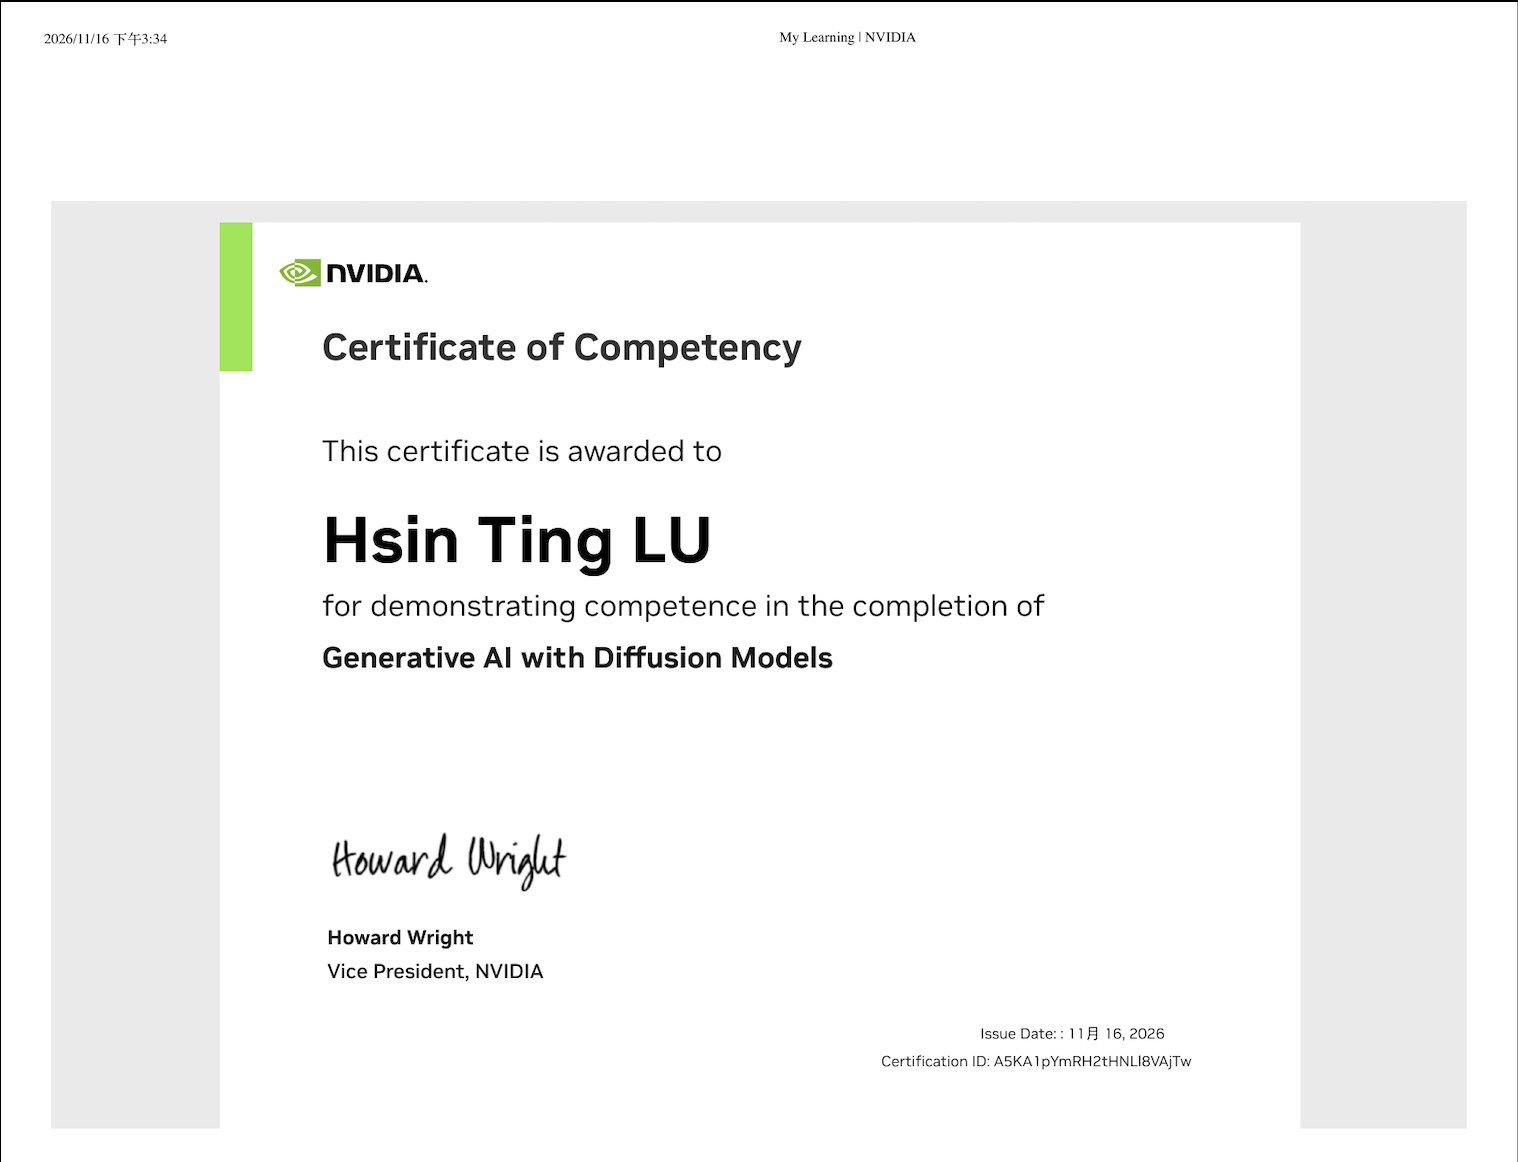 2026/11/16 下午3:34
My Learning | NVIDIA
NVIDIA.
Certificate of Competency
This certificate is awarded to
Hsin Ting LU
for demonstrating competence in the completion of
Generative AI with Diffusion Models
Howard Wright
Howard Wright
Vice President, NVIDIA
Issue Date: : 11月 16, 2026
Certification ID: A5KA1pYmRH2tHNLI8VAjTw